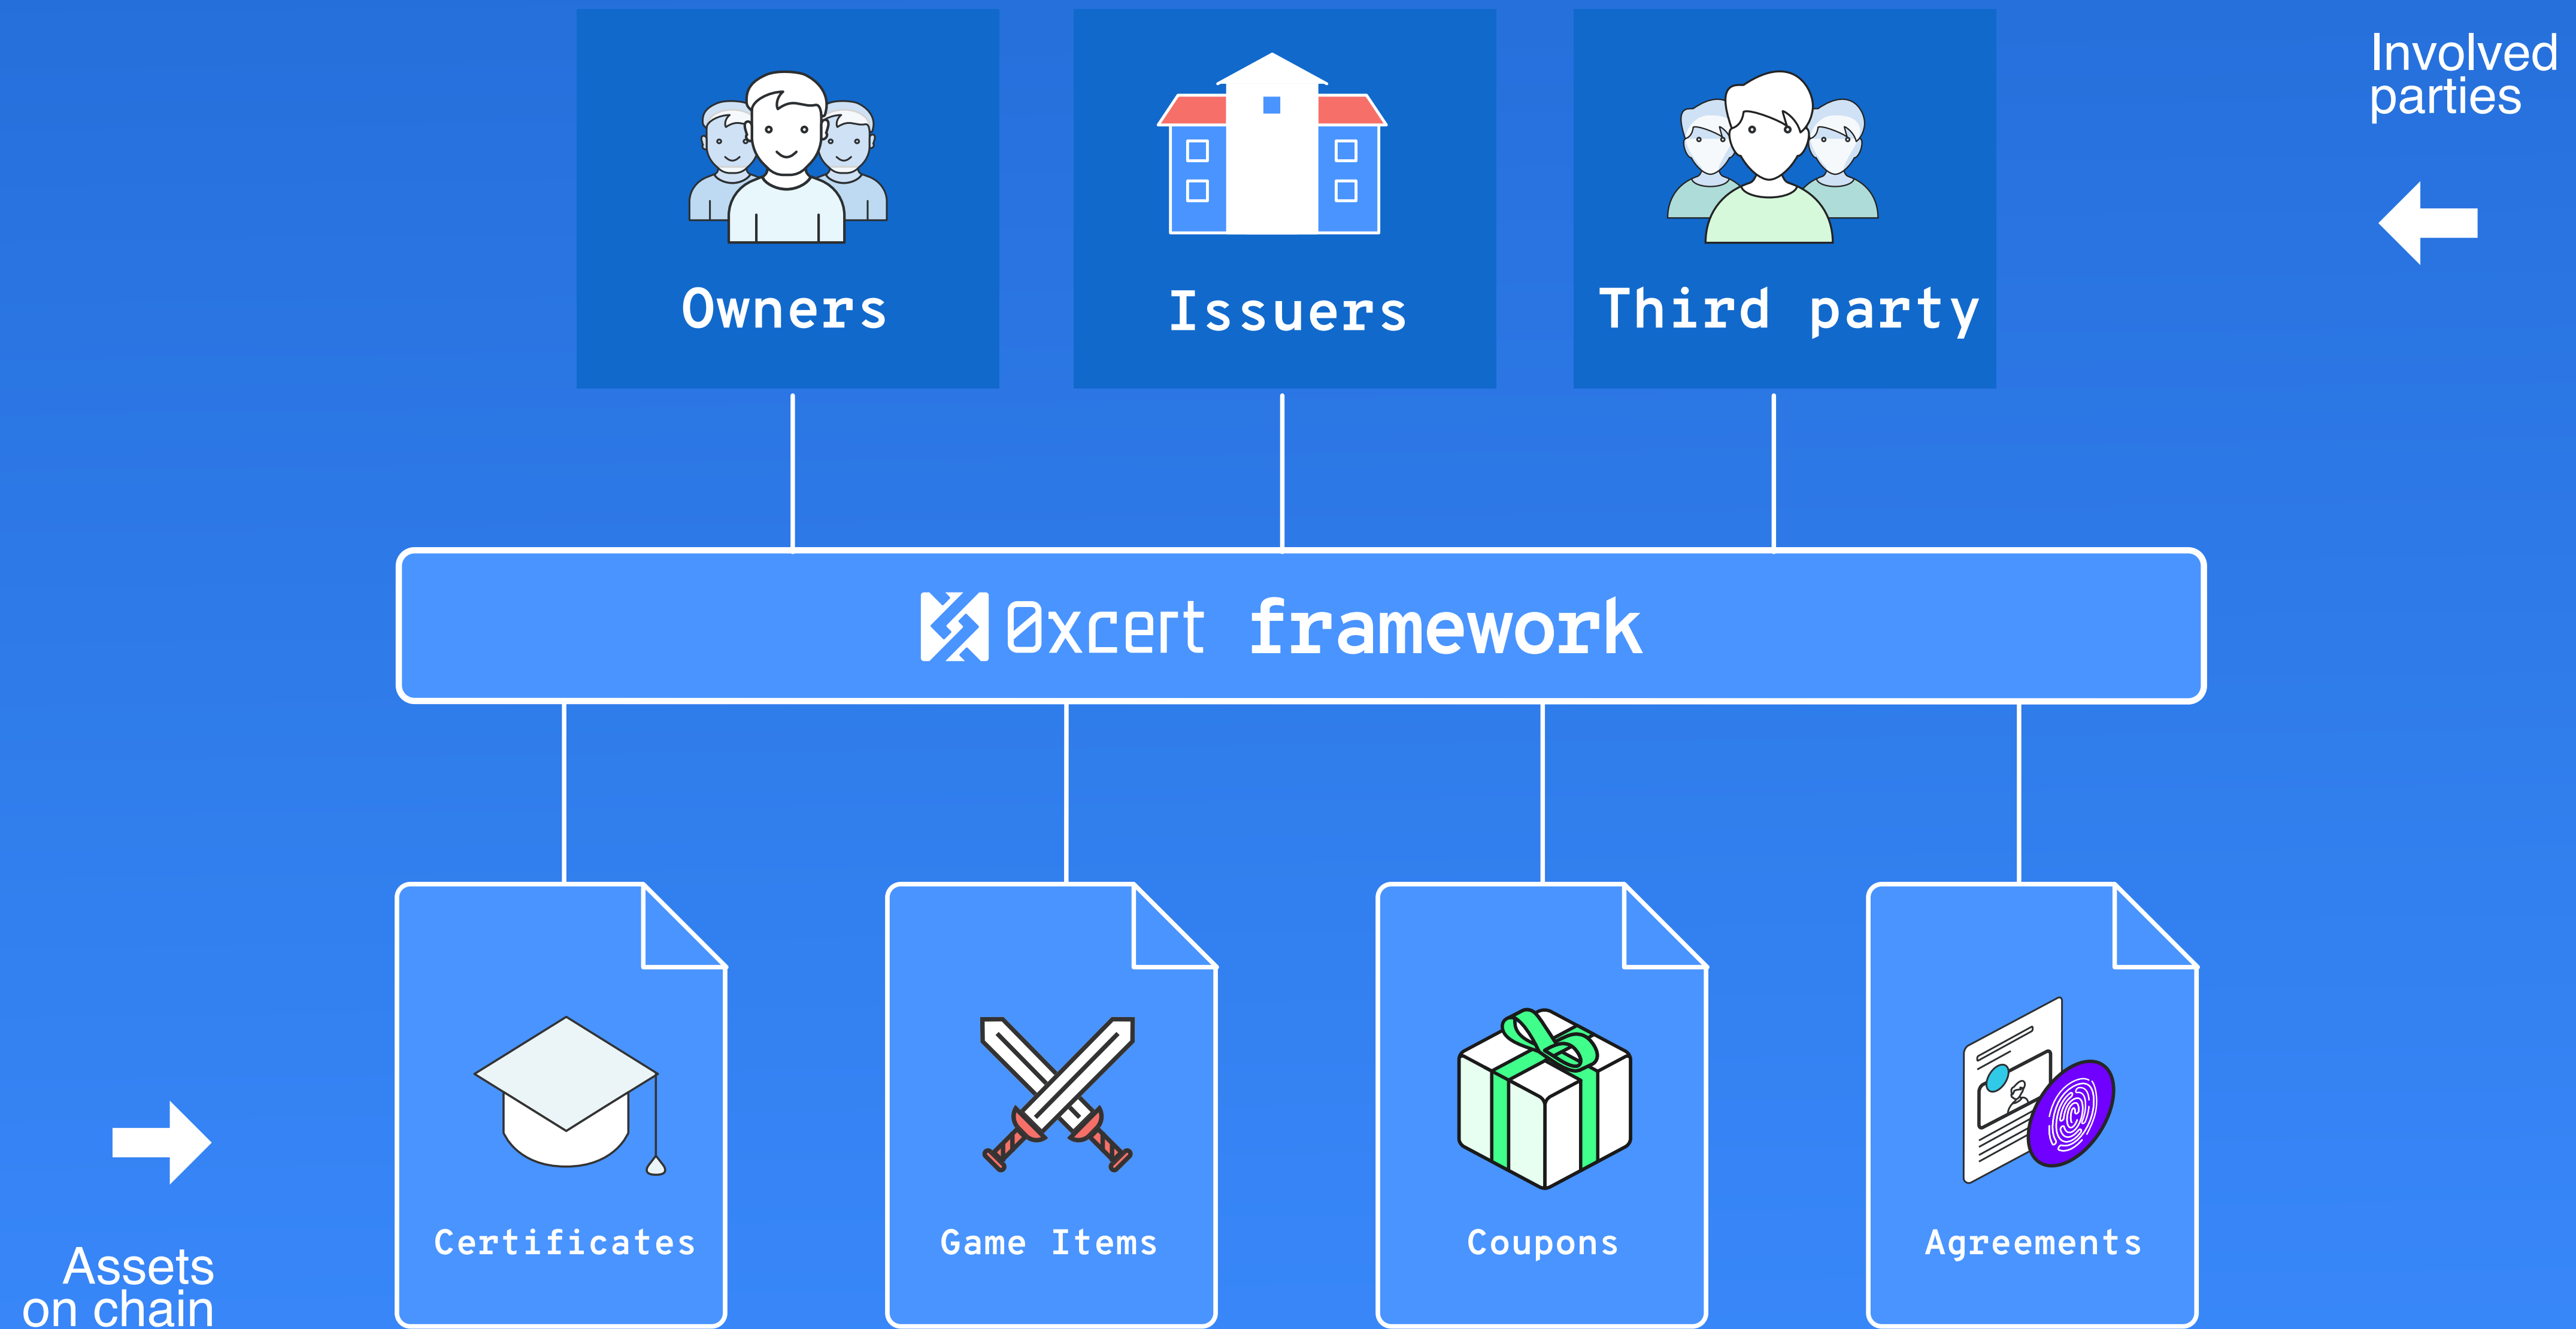 Involved
parties
Owners
Issuers
Third party
0xcert framework
Certificates
Game Items
Coupons
Agreements
Assets
on chain